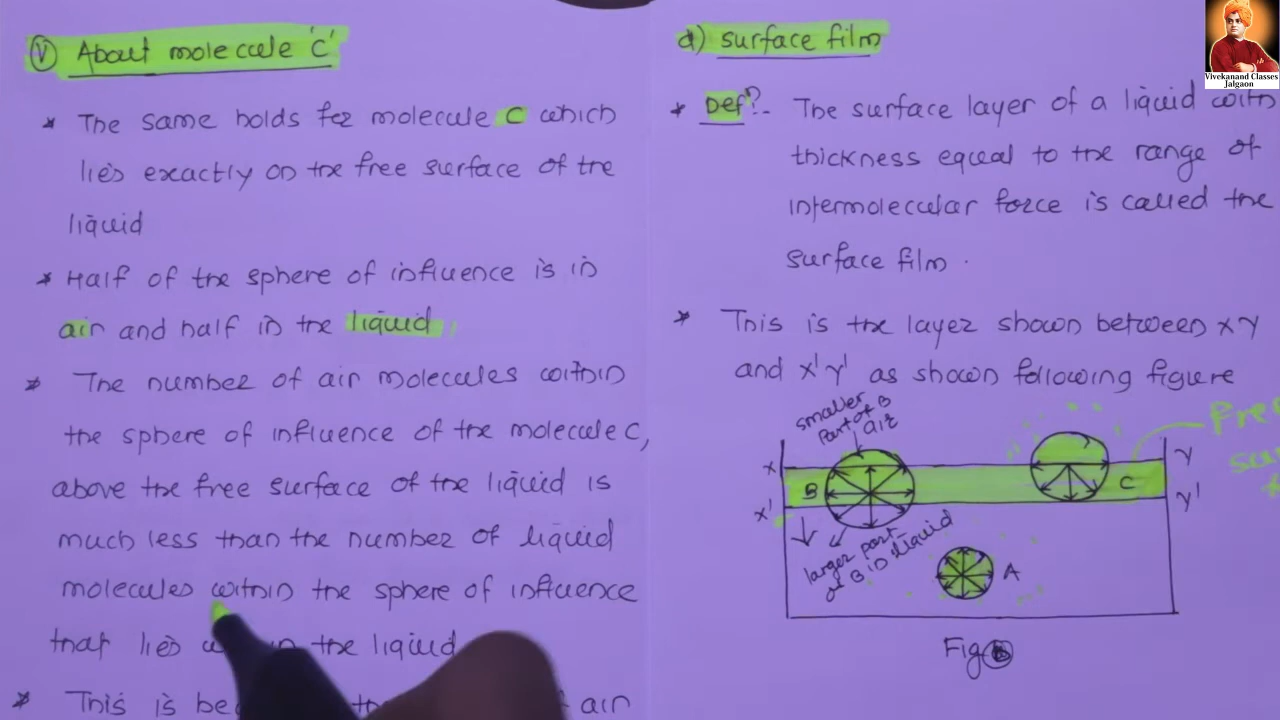 V About molecule 'c'
* The same holds for molecule C which
lies exactly on the free surface of the
liquid
* Half of the sphere of influence is in
air and half in the liquid
* The number of air molecules within
the sphere of influence of the molecule C,
above the free surface of the liquid is
much less than the number of liquid
molecules within the sphere of influence
that lies the liquid
* This is air
d) surface film
* Defn:- The surface layer of a liquid with
thickness equal to the range of
intermolecular force is called the
surface film.
* This is the layer shown between XY
and X'Y' as shown following figure
smaller
part of B
air
X
Y
X'
Y'
B
C
A
larger part
of B in liquid
Fig
Vivekanand Classes
Jalgaon